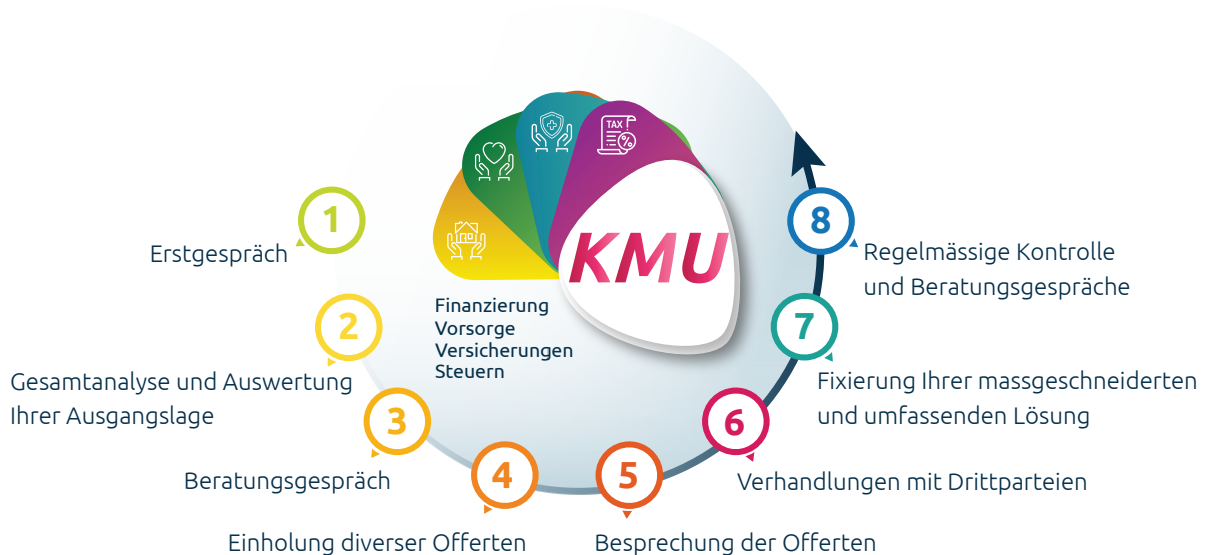 TAX
KMU
Finanzierung
Vorsorge
Versicherungen
Steuern
1
Erstgespräch
2
Gesamtanalyse und Auswertung
Ihrer Ausgangslage
3
Beratungsgespräch
4
Einholung diverser Offerten
5
Besprechung der Offerten
6
Verhandlungen mit Drittparteien
7
Fixierung Ihrer massgeschneiderten
und umfassenden Lösung
8
Regelmässige Kontrolle
und Beratungsgespräche